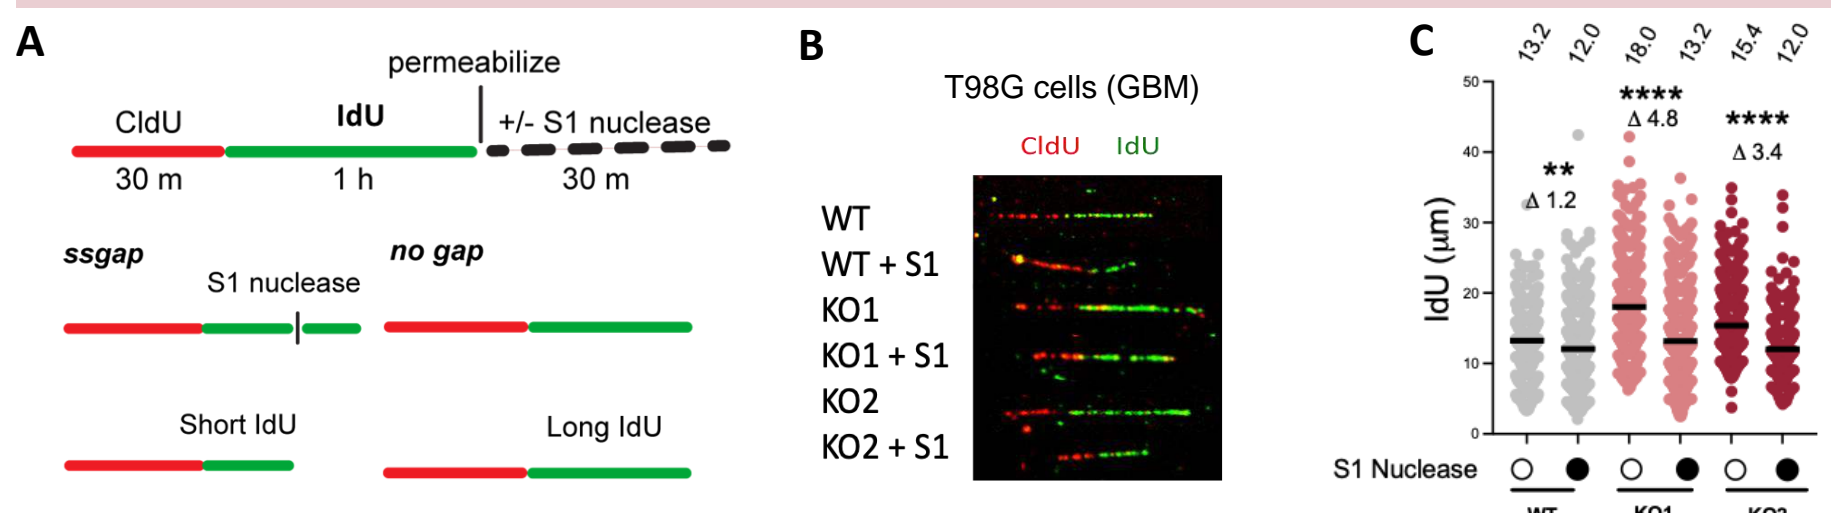 A
permeabilize
CldU
IdU
+/- S1 nuclease
30 m
1 h
30 m
ssgap
no gap
S1 nuclease
Short IdU
Long IdU
B
T98G cells (GBM)
CldU IdU
WT
WT + S1
KO1
KO1 + S1
KO2
KO2 + S1
C
13.2 12.0 18.0 13.2 15.4 12.0
50
40
30
20
10
0
IdU (μm)
**
Δ 1.2
****
Δ 4.8
****
Δ 3.4
S1 Nuclease
WT KO1 KO2